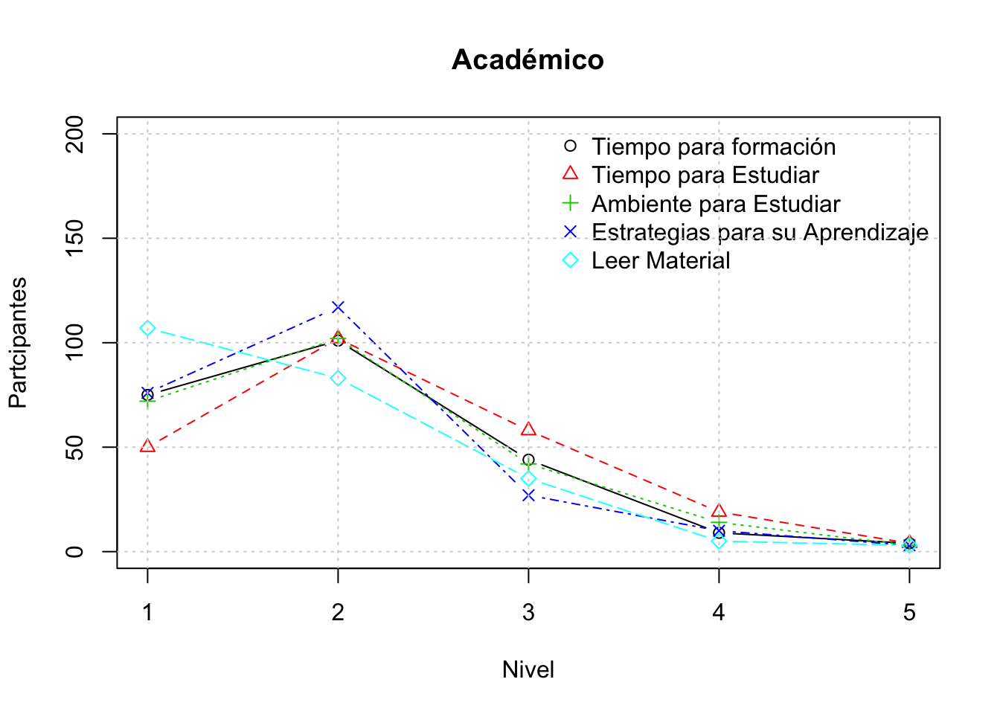 Académico
200
150
100
50
0
Partcipantes
Tiempo para formación
Tiempo para Estudiar
Ambiente para Estudiar
Estrategias para su Aprendizaje
Leer Material
1 2 3 4 5
Nivel